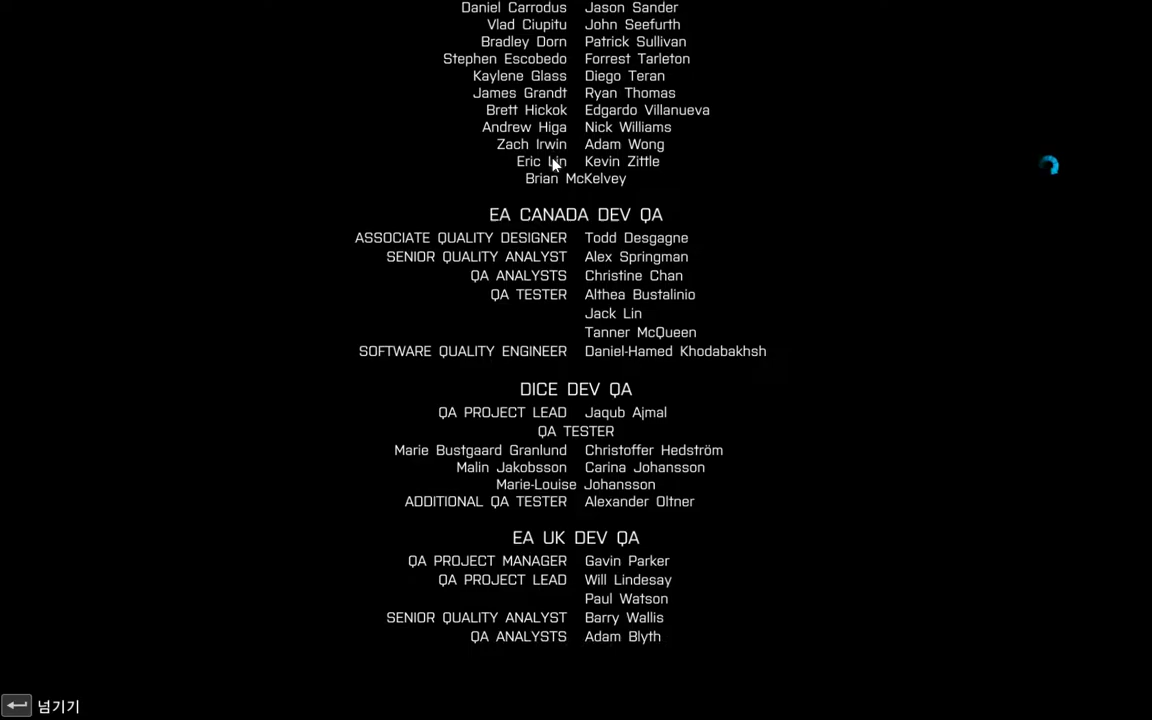 Daniel Carrodus Jason Sander
Vlad Ciupitu John Seefurth
Bradley Dorn Patrick Sullivan
Stephen Escobedo Forrest Tarleton
Kaylene Glass Diego Teran
James Grandt Ryan Thomas
Brett Hickok Edgardo Villanueva
Andrew Higa Nick Williams
Zach Irwin Adam Wong
Eric Lin Kevin Zittle
Brian McKelvey
EA CANADA DEV QA
ASSOCIATE QUALITY DESIGNER Todd Desgagne
SENIOR QUALITY ANALYST Alex Springman
QA ANALYSTS Christine Chan
QA TESTER Althea Bustalinio
Jack Lin
Tanner McQueen
SOFTWARE QUALITY ENGINEER Daniel-Hamed Khodabakhsh
DICE DEV QA
QA PROJECT LEAD Jaqub Ajmal
QA TESTER
Marie Bustgaard Granlund Christoffer Hedström
Malin Jakobsson Carina Johansson
Marie-Louise Johansson
ADDITIONAL QA TESTER Alexander Oltner
EA UK DEV QA
QA PROJECT MANAGER Gavin Parker
QA PROJECT LEAD Will Lindesay
Paul Watson
SENIOR QUALITY ANALYST Barry Wallis
QA ANALYSTS Adam Blyth
넘기기